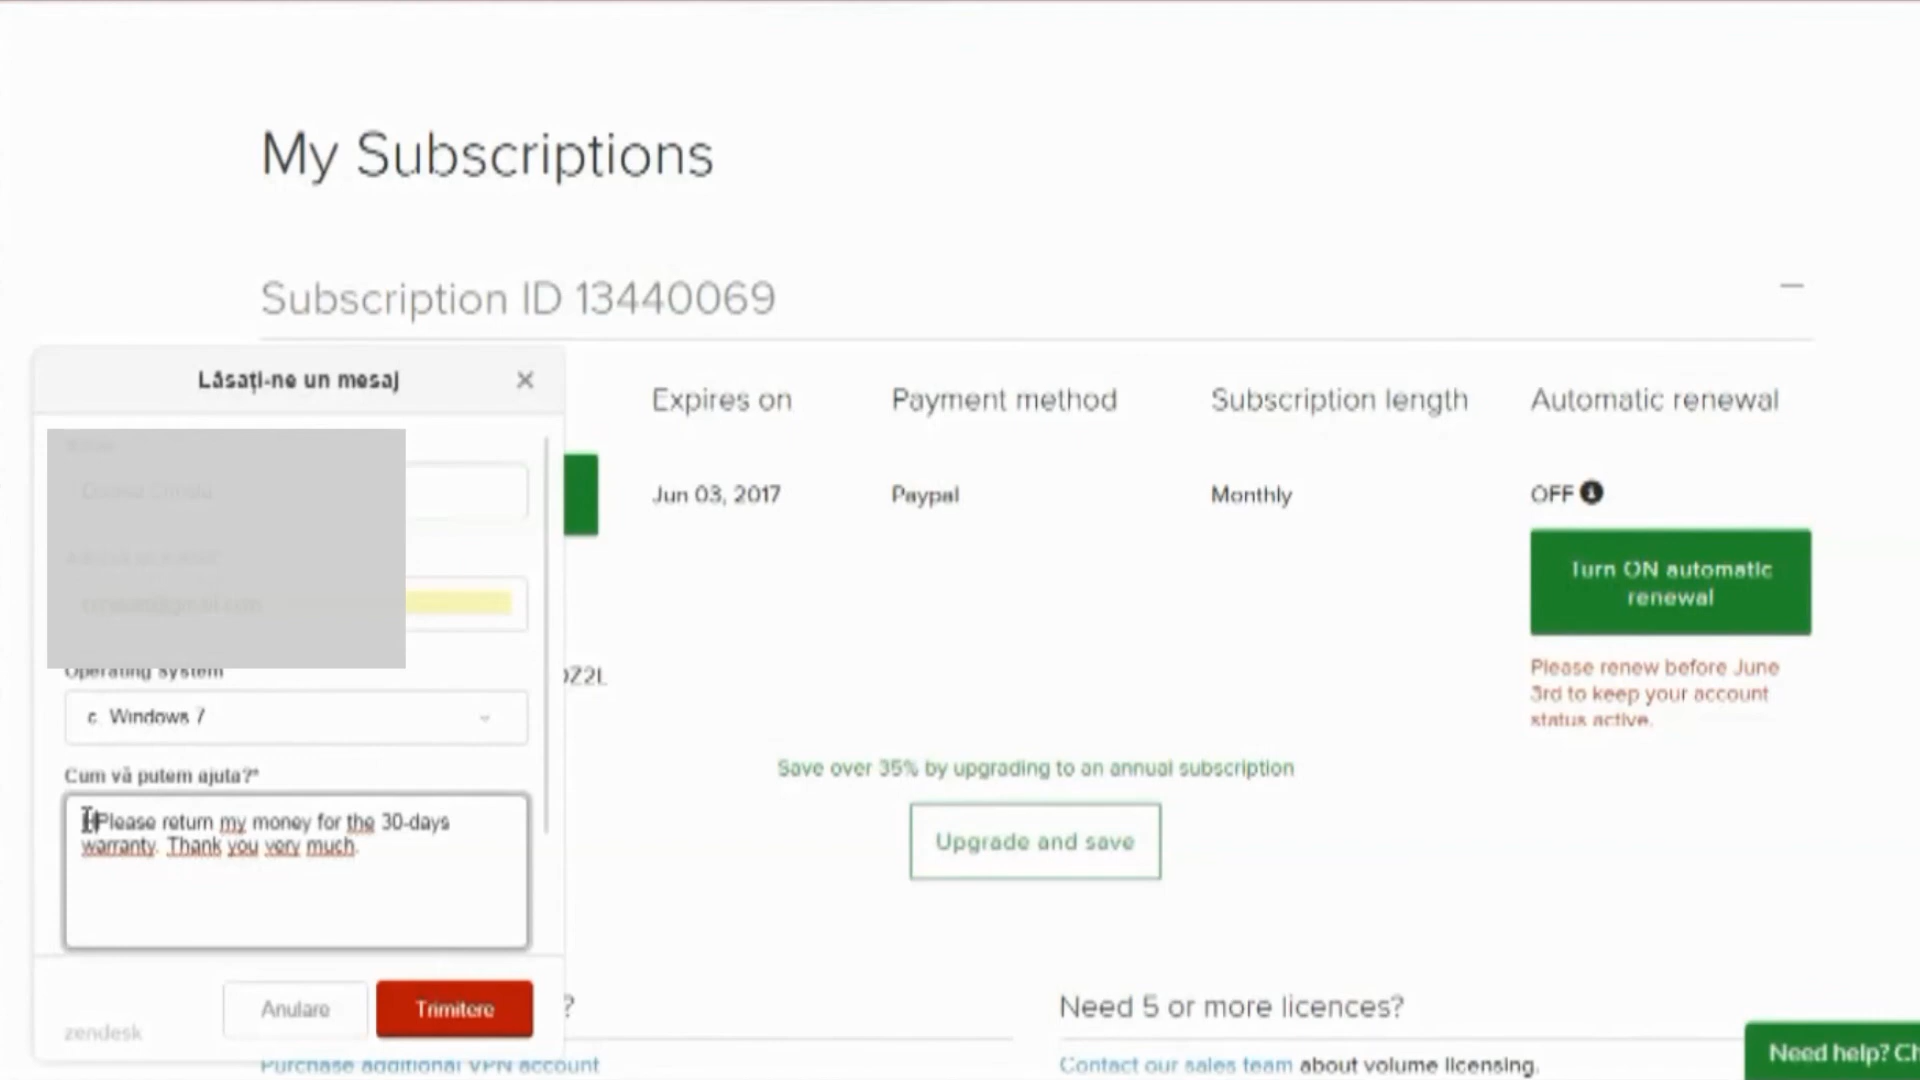 My Subscriptions
Subscription ID 13440069
Expires on
Payment method
Subscription length
Automatic renewal
Jun 03, 2017
Paypal
Monthly
OFF
Turn ON automatic
renewal
Please renew before June
3rd to keep your account
status active.
Save over 35% by upgrading to an annual subscription
Upgrade and save
Need 5 or more licences?
Contact our sales team about volume licensing.
Purchase additional VPN account
Need help?
Lăsați-ne un mesaj
Operating system
c. Windows 7
Cum vă putem ajuta?*
Please return my money for the 30-days
warranty. Thank you very much.
Anulare
Trimitere
zendesk